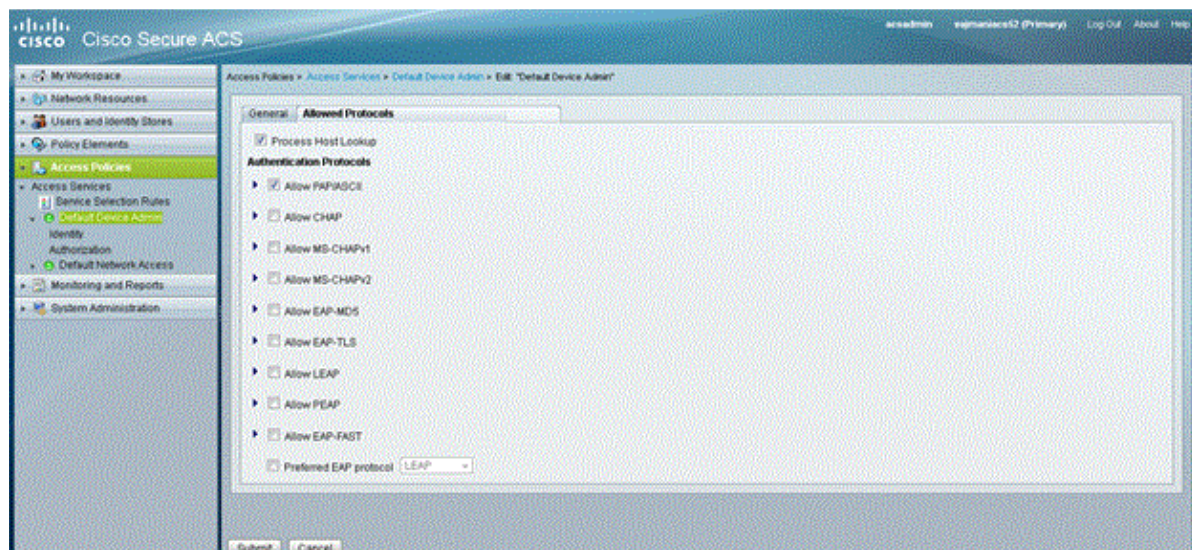 CISCO Cisco Secure ACS
acsadmin (Primary) Log Out About Help
My Workspace
Network Resources
Users and Identity Stores
Policy Elements
Access Policies
Access Services
Service Selection Rules
Default Device Admin
Identity
Authorization
Default Network Access
Monitoring and Reports
System Administration
Access Policies > Access Services > Default Device Admin > Edit: "Default Device Admin"
General Allowed Protocols
Process Host Lookup
Authentication Protocols
Allow PAP/ASCII
Allow CHAP
Allow MS-CHAPv1
Allow MS-CHAPv2
Allow EAP-MD5
Allow EAP-TLS
Allow LEAP
Allow PEAP
Allow EAP-FAST
Preferred EAP protocol LEAP
Submit Cancel